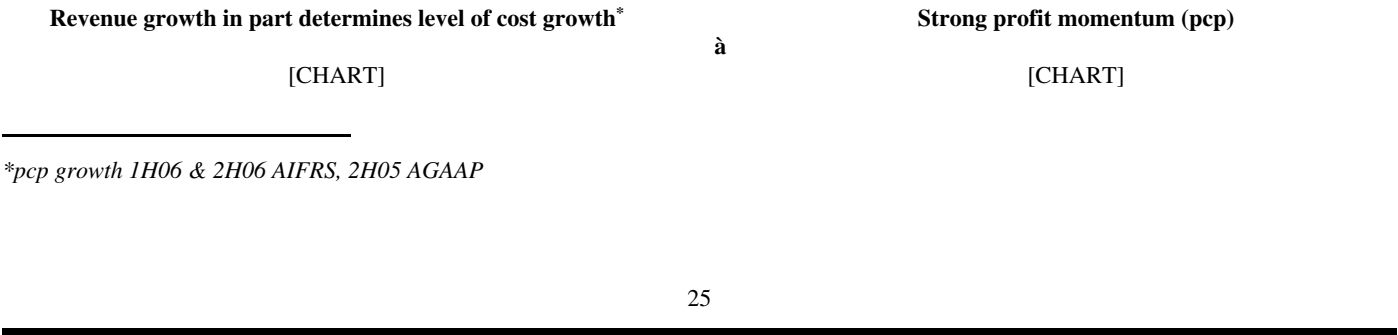 Revenue growth in part determines level of cost growth*
à
Strong profit momentum (pcp)
[CHART]
[CHART]
*pcp growth 1H06 & 2H06 AIFRS, 2H05 AGAAP
25